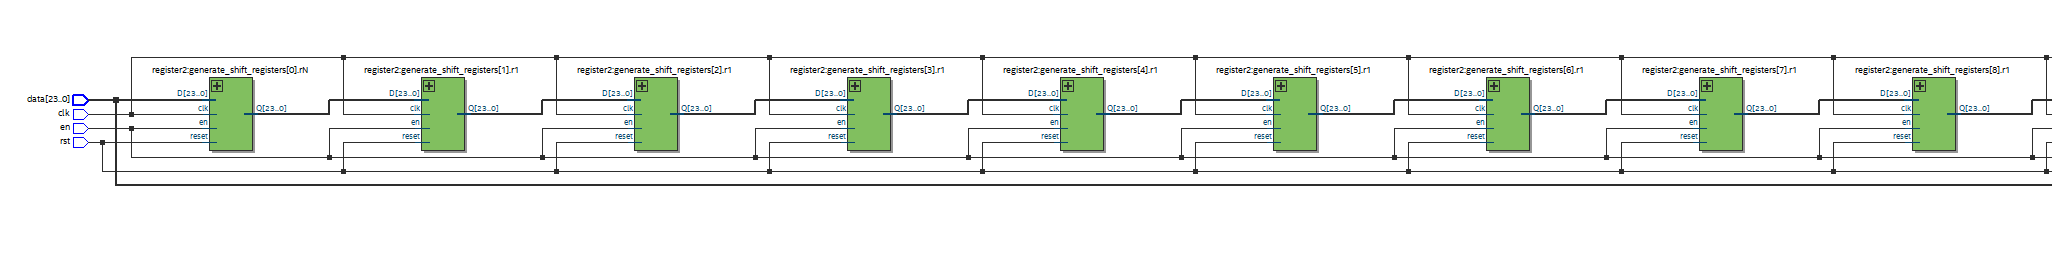 register2:generate_shift_registers[0].rN
register2:generate_shift_registers[1].r1
register2:generate_shift_registers[2].r1
register2:generate_shift_registers[3].r1
register2:generate_shift_registers[4].r1
register2:generate_shift_registers[5].r1
register2:generate_shift_registers[6].r1
register2:generate_shift_registers[7].r1
register2:generate_shift_registers[8].r1
data[23..0]
clk
en
rst
D[23..0]
clk
en
reset
Q[23..0]
D[23..0]
clk
en
reset
Q[23..0]
D[23..0]
clk
en
reset
Q[23..0]
D[23..0]
clk
en
reset
Q[23..0]
D[23..0]
clk
en
reset
Q[23..0]
D[23..0]
clk
en
reset
Q[23..0]
D[23..0]
clk
en
reset
Q[23..0]
D[23..0]
clk
en
reset
Q[23..0]
D[23..0]
clk
en
reset
Q[23..0]